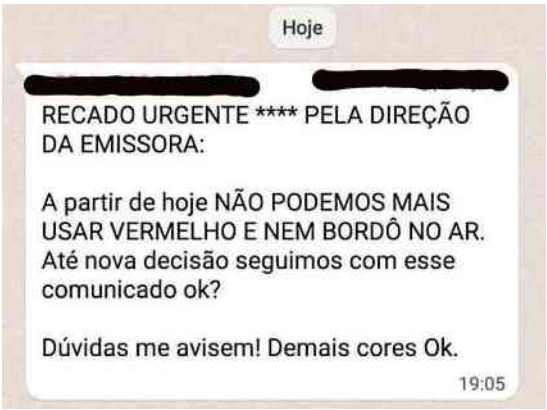 Hoje
RECADO URGENTE **** PELA DIREÇÃO
DA EMISSORA:
A partir de hoje NÃO PODEMOS MAIS
USAR VERMELHO E NEM BORDÔ NO AR.
Até nova decisão seguimos com esse
comunicado ok?
Dúvidas me avisem! Demais cores Ok.
19:05